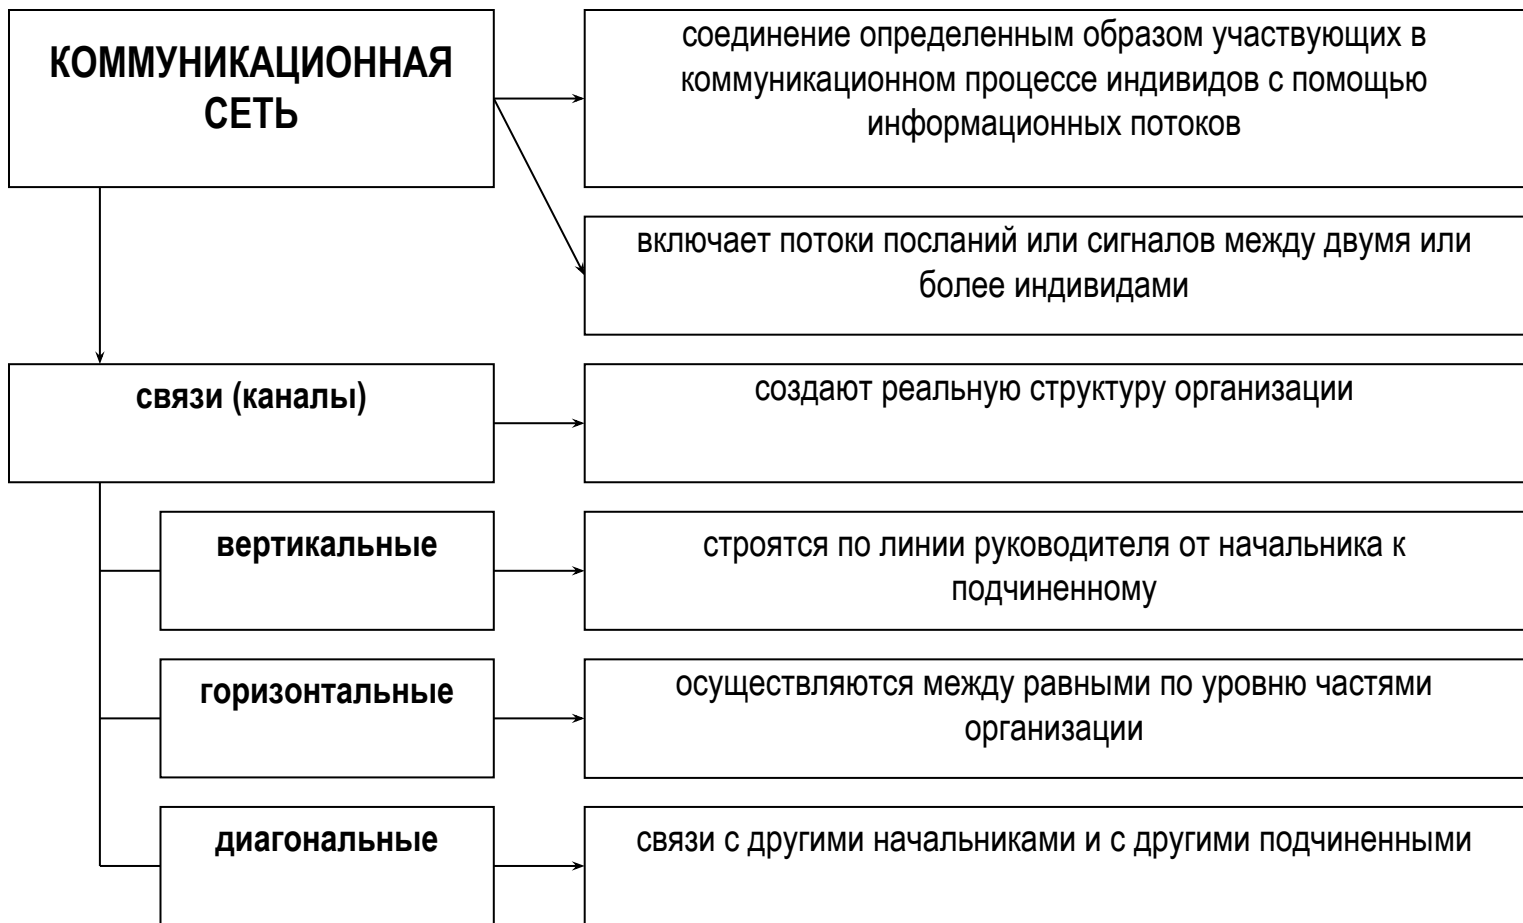 КОММУНИКАЦИОННАЯ
СЕТЬ
соединение определенным образом участвующих в
коммуникационном процессе индивидов с помощью
информационных потоков
включает потоки посланий или сигналов между двумя или
более индивидами
связи (каналы)
создают реальную структуру организации
вертикальные
строятся по линии руководителя от начальника к
подчиненному
горизонтальные
осуществляются между равными по уровню частями
организации
диагональные
связи с другими начальниками и с другими подчиненными